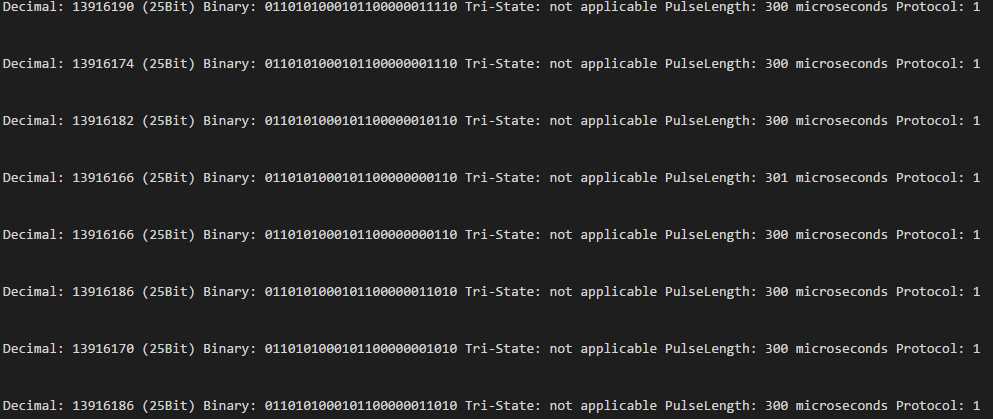 Decimal: 13916190 (25Bit) Binary: 0110101000101100000011110 Tri-State: not applicable PulseLength: 300 microseconds Protocol: 1
Decimal: 13916174 (25Bit) Binary: 0110101000101100000001110 Tri-State: not applicable PulseLength: 300 microseconds Protocol: 1
Decimal: 13916182 (25Bit) Binary: 0110101000101100000010110 Tri-State: not applicable PulseLength: 300 microseconds Protocol: 1
Decimal: 13916166 (25Bit) Binary: 0110101000101100000000110 Tri-State: not applicable PulseLength: 301 microseconds Protocol: 1
Decimal: 13916166 (25Bit) Binary: 0110101000101100000000110 Tri-State: not applicable PulseLength: 300 microseconds Protocol: 1
Decimal: 13916186 (25Bit) Binary: 0110101000101100000011010 Tri-State: not applicable PulseLength: 300 microseconds Protocol: 1
Decimal: 13916170 (25Bit) Binary: 0110101000101100000001010 Tri-State: not applicable PulseLength: 300 microseconds Protocol: 1
Decimal: 13916186 (25Bit) Binary: 0110101000101100000011010 Tri-State: not applicable PulseLength: 300 microseconds Protocol: 1